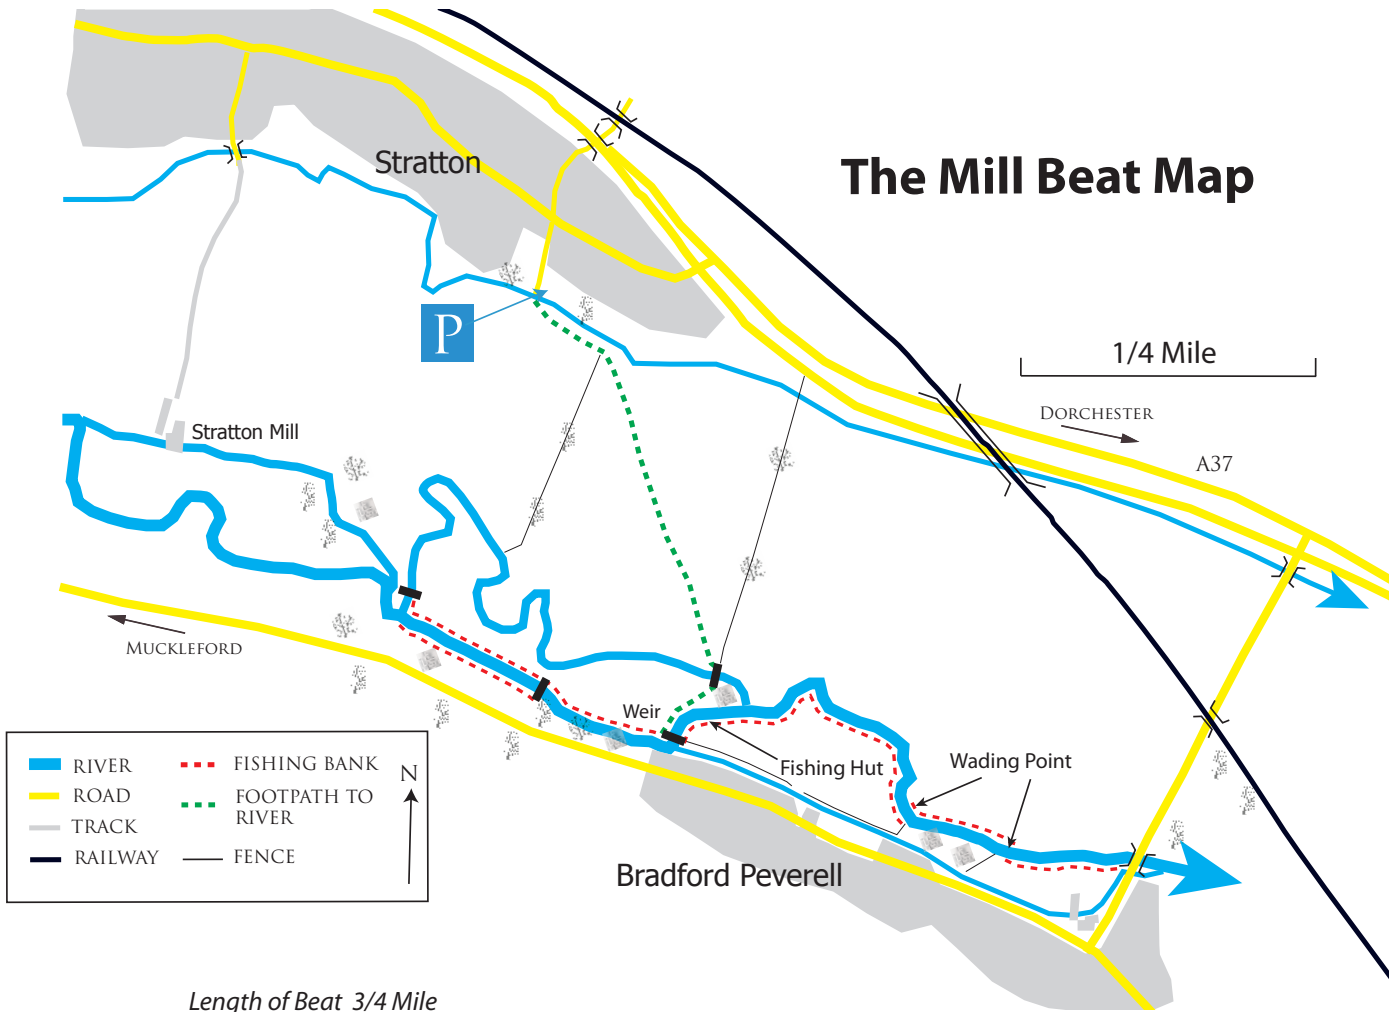 The Mill Beat Map
Stratton
P
1/4 Mile
DORCHESTER
A37
Stratton Mill
MUCKLEFORD
Weir
Fishing Hut
Wading Point
Bradford Peverell
RIVER
ROAD
TRACK
RAILWAY
FISHING BANK
FOOTPATH TO
RIVER
FENCE
N
Length of Beat 3/4 Mile